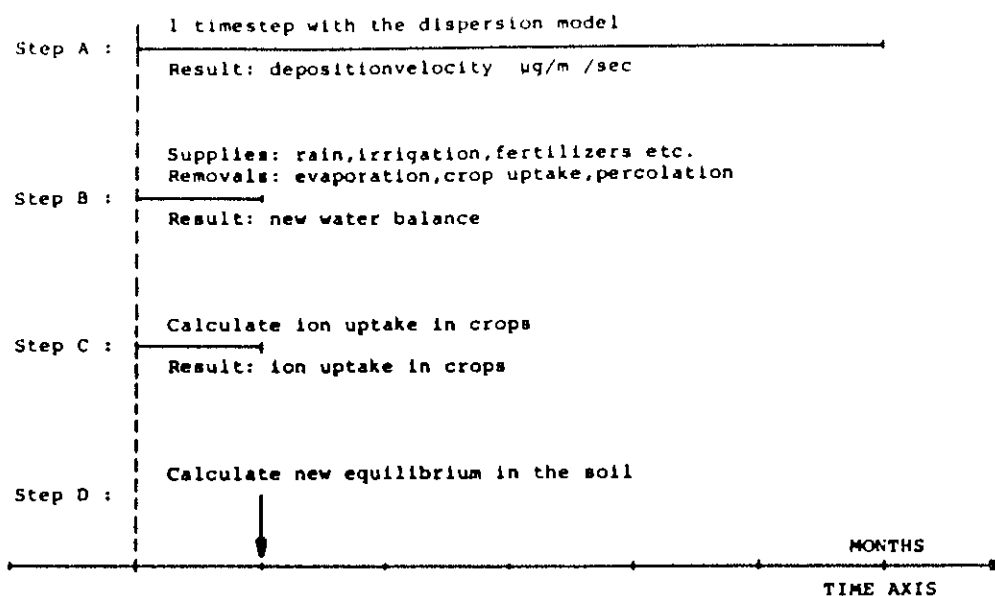 1 timestep with the dispersion model
Step A :
Result: depositionvelocity µg/m /sec
Supplies: rain,irrigation,fertilizers etc.
Removals: evaporation,crop uptake,percolation
Step B :
Result: new water balance
Calculate ion uptake in crops
Step C :
Result: ion uptake in crops
Calculate new equilibrium in the soil
Step D :
MONTHS
TIME AXIS